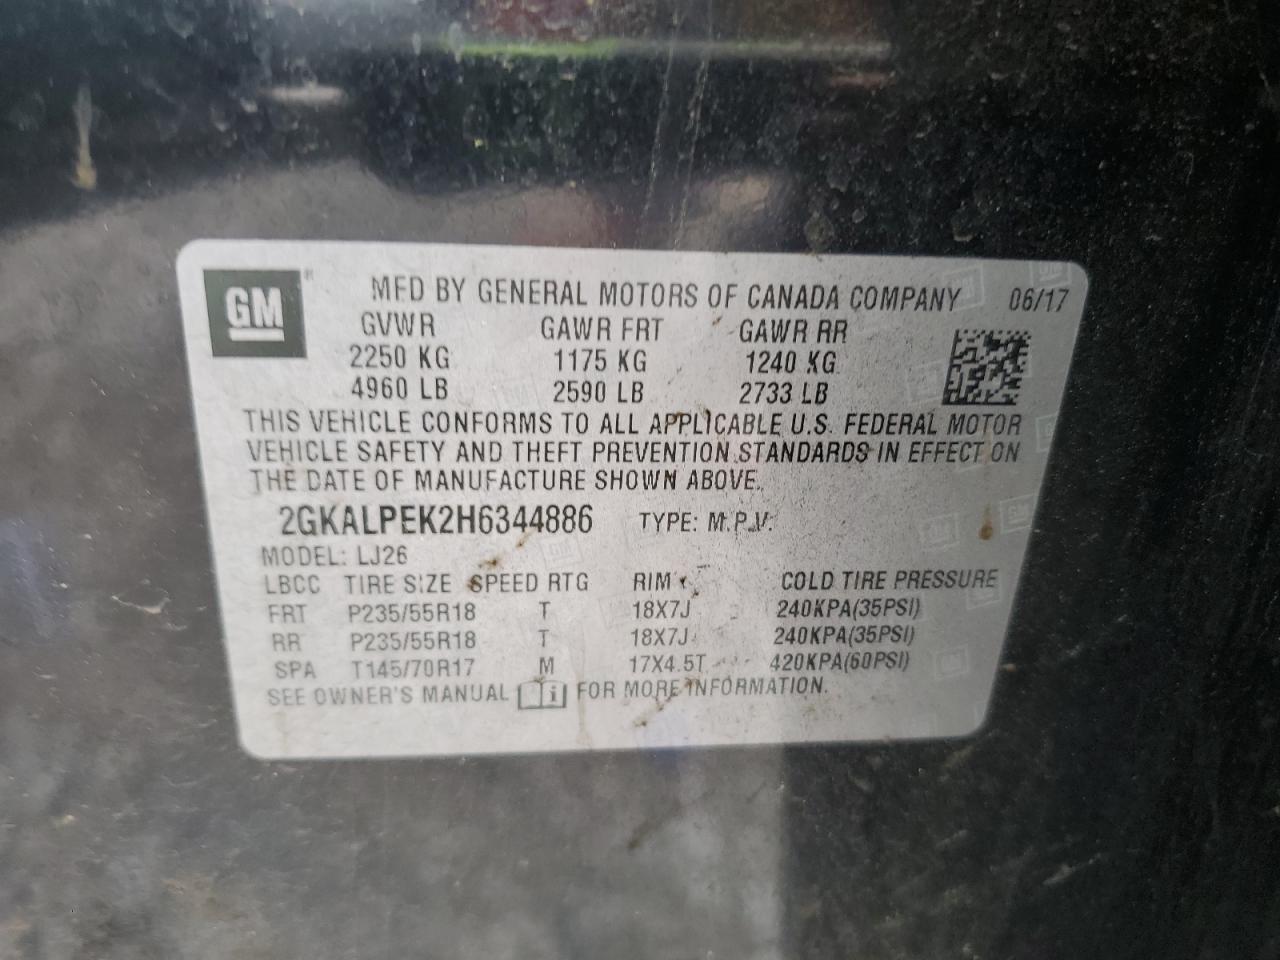 GM
MFD BY GENERAL MOTORS OF CANADA COMPANY 06/17
GVWR GAWR FRT GAWR RR
2250 KG 1175 KG 1240 KG
4960 LB 2590 LB 2733 LB
THIS VEHICLE CONFORMS TO ALL APPLICABLE U.S. FEDERAL MOTOR
VEHICLE SAFETY AND THEFT PREVENTION STANDARDS IN EFFECT ON
THE DATE OF MANUFACTURE SHOWN ABOVE.
2GKALPEK2H6344886 TYPE: M.P.V.
MODEL: LJ26
LBCC TIRE SIZE SPEED RTG RIM COLD TIRE PRESSURE
FRT P235/55R18 T 18X7J 240KPA(35PSI)
RR P235/55R18 T 18X7J 240KPA(35PSI)
SPA T145/70R17 M 17X4.5T 420KPA(60PSI)
SEE OWNER'S MANUAL i FOR MORE INFORMATION.